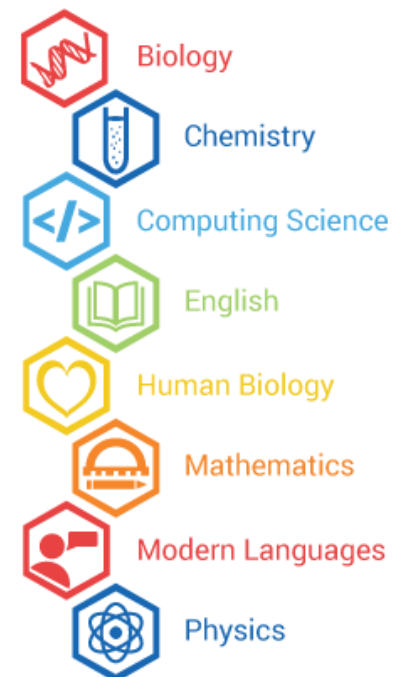 Biology
Chemistry
</>
Computing Science
English
Human Biology
Mathematics
Modern Languages
Physics